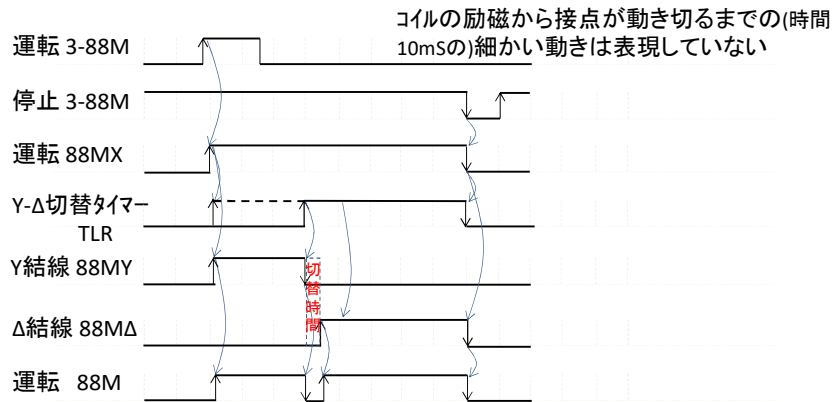 コイルの励磁から接点が動き切るまでの(時間
10mSの)細かい動きは表現していない
運転 3-88M
停止 3-88M
運転 88MX
Y-Δ切替タイマー
TLR
Y結線 88MY
切替時間
Δ結線 88MΔ
運転 88M